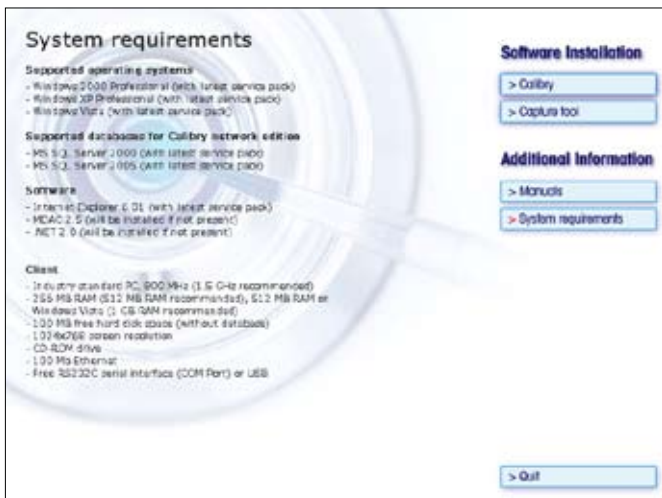 System requirements
Supported operating systems
- Windows 2000 Professional (with latest service pack)
- Windows XP Professional (with latest service pack)
- Windows Vista (with latest service pack)
Supported databases for Calibry network edition
- MS SQL Server 2000 (with latest service pack)
- MS SQL Server 2005 (with latest service pack)
Software
- Internet Explorer 6.01 (with latest service pack)
- MDAC 2.5 (will be installed if not present)
- .NET 2.0 (will be installed if not present)
Client
- Industry standard PC, 800 MHz (1.5 GHz recommended)
- 256 MB RAM (512 MB RAM recommended), 512 MB RAM or
Windows Vista (1 GB RAM recommended)
- 100 MB free hard disk space (without database)
- 1024x768 screen resolution
- CD-ROM drive
- 100 Mb Ethernet
- Free RS232C serial interface (COM Port) or USB
Software Installation
> Calibry
> Capture tool
Additional Information
> Manuals
> System requirements
> Quit